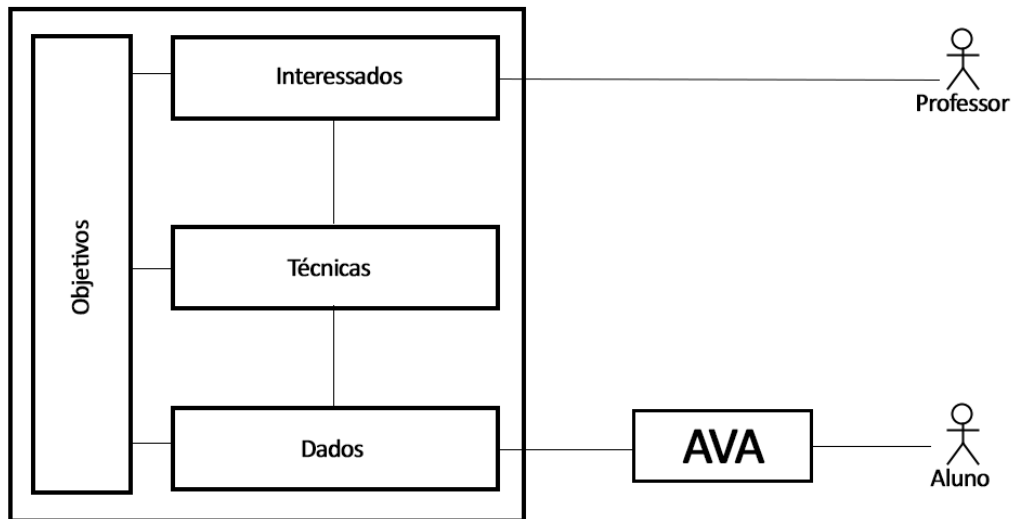 Interessados
Professor
Objetivos
Técnicas
Dados
AVA
Aluno